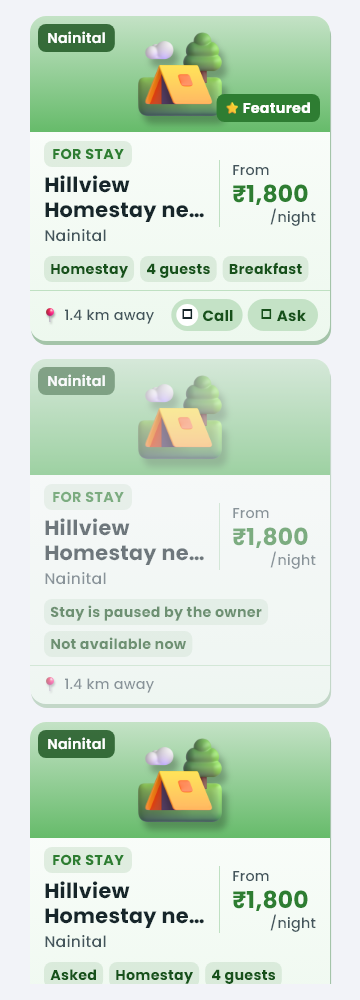 Nainital
Featured
FOR STAY
Hillview
Homestay ne...
Nainital
From
₹1,800
/night
Homestay 4 guests Breakfast
1.4 km away Call Ask
Nainital
FOR STAY
Hillview
Homestay ne...
Nainital
From
₹1,800
/night
Stay is paused by the owner
Not available now
1.4 km away
Nainital
FOR STAY
Hillview
Homestay ne...
Nainital
From
₹1,800
/night
Asked Homestay 4 guests